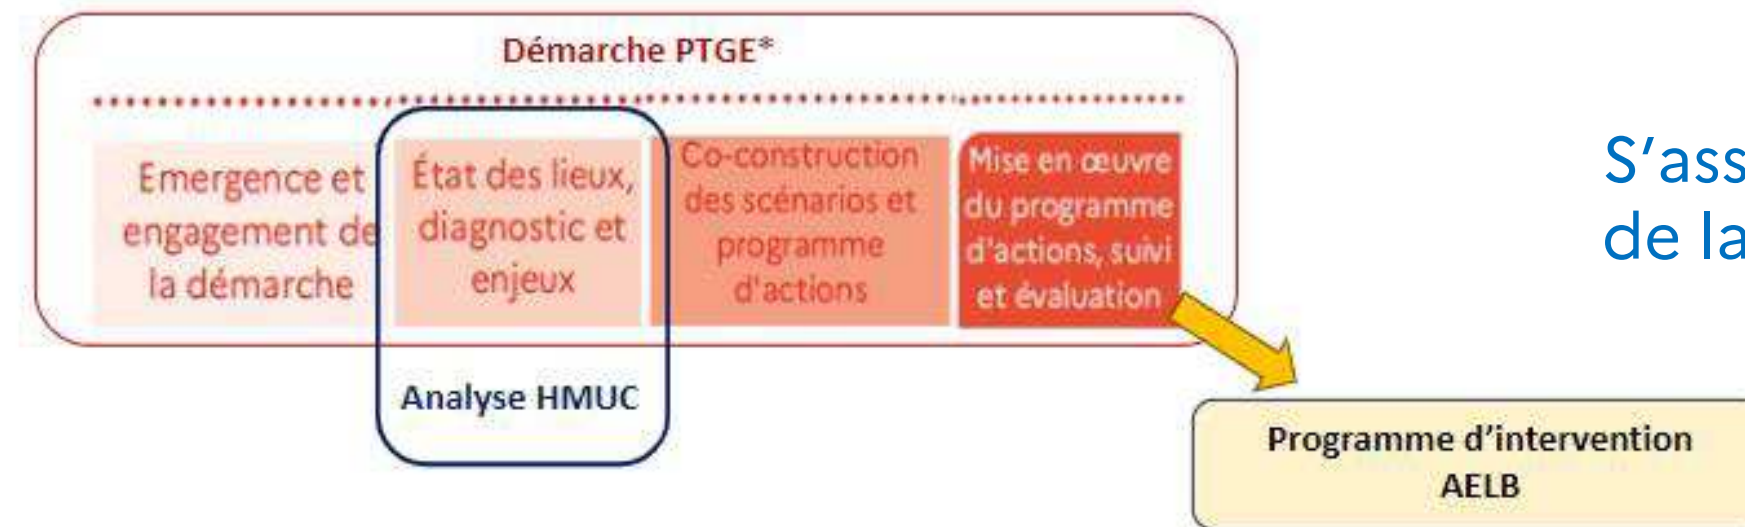 Démarche PTGE*
Emergence et
engagement de
la démarche
État des lieux,
diagnostic et
enjeux
Co-construction
des scénarios et
programme
d'actions
Mise en œuvre
du programme
d'actions, suivi
et évaluation
S’ass
de la
Analyse HMUC
Programme d’intervention
AELB